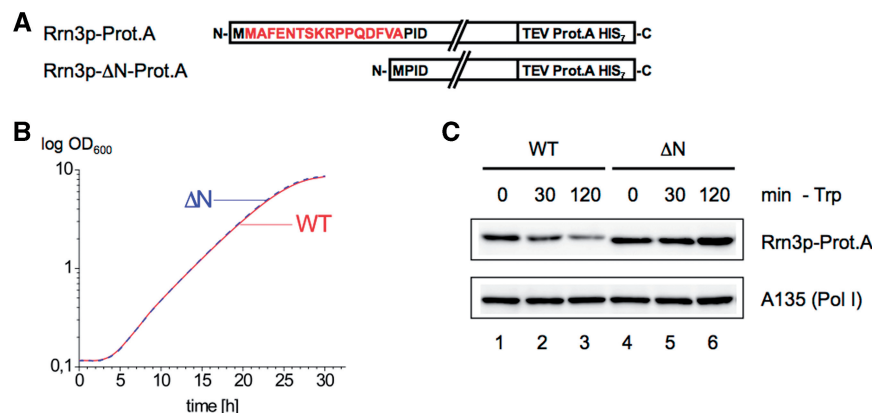 A
Rrn3p-Prot.A N- MMAFENTSKRPPQDFVAPID TEV Prot.A HIS7 -C
Rrn3p-ΔN-Prot.A N- MPID TEV Prot.A HIS7 -C
B
log OD600
10
1
0,1
ΔN
WT
0 5 10 15 20 25 30
time [h]
C
WT ΔN
0 30 120 0 30 120 min - Trp
Rrn3p-Prot.A
A135 (Pol I)
1 2 3 4 5 6